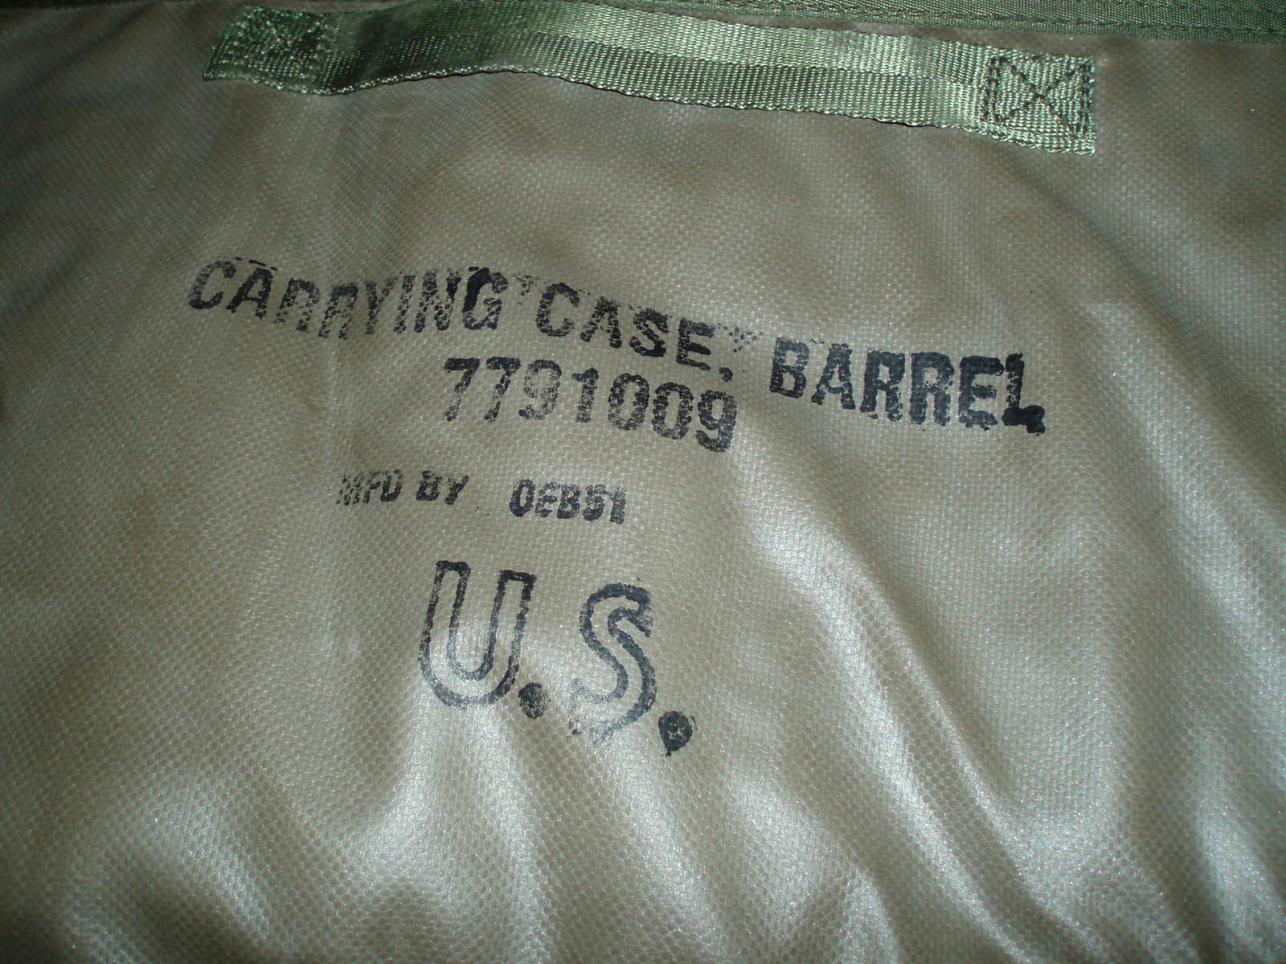 CARRYING CASE, BARREL
7791009
MFD BY 0EB51
U.S.